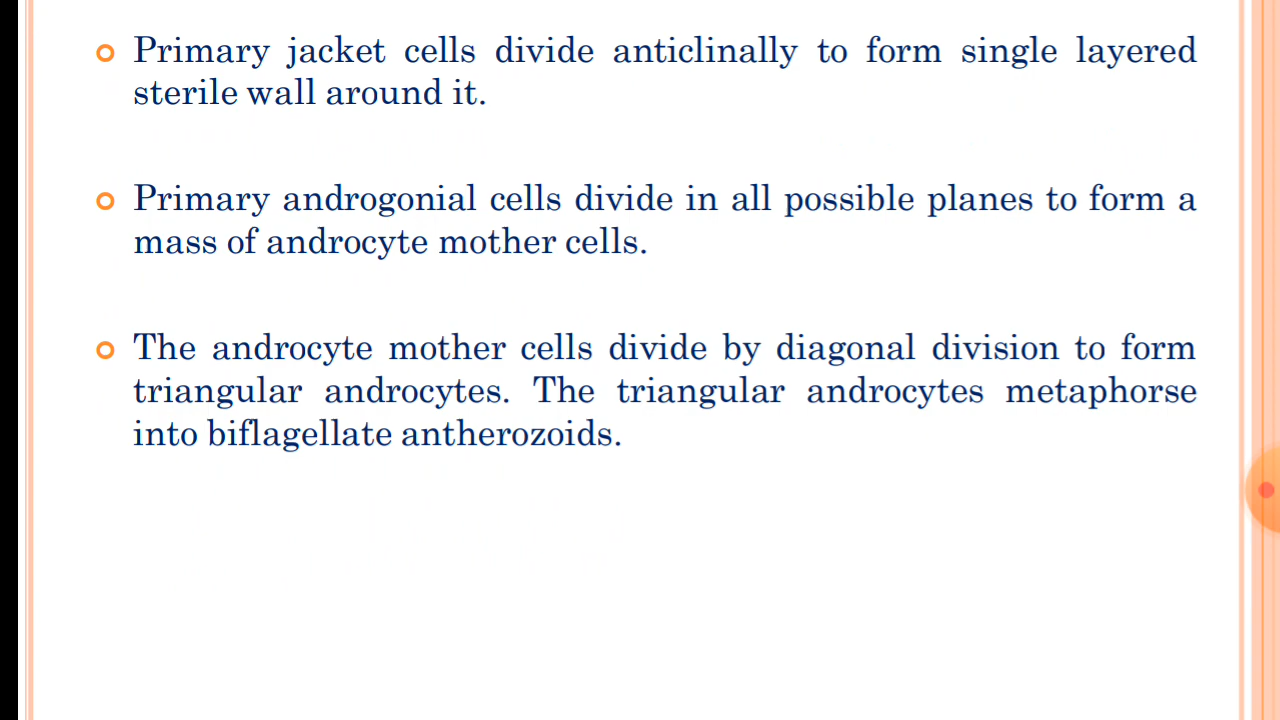 Primary jacket cells divide anticlinally to form single layered
sterile wall around it.
Primary androgonial cells divide in all possible planes to form a
mass of androcyte mother cells.
The androcyte mother cells divide by diagonal division to form
triangular androcytes. The triangular androcytes metaphorse
into biflagellate antherozoids.